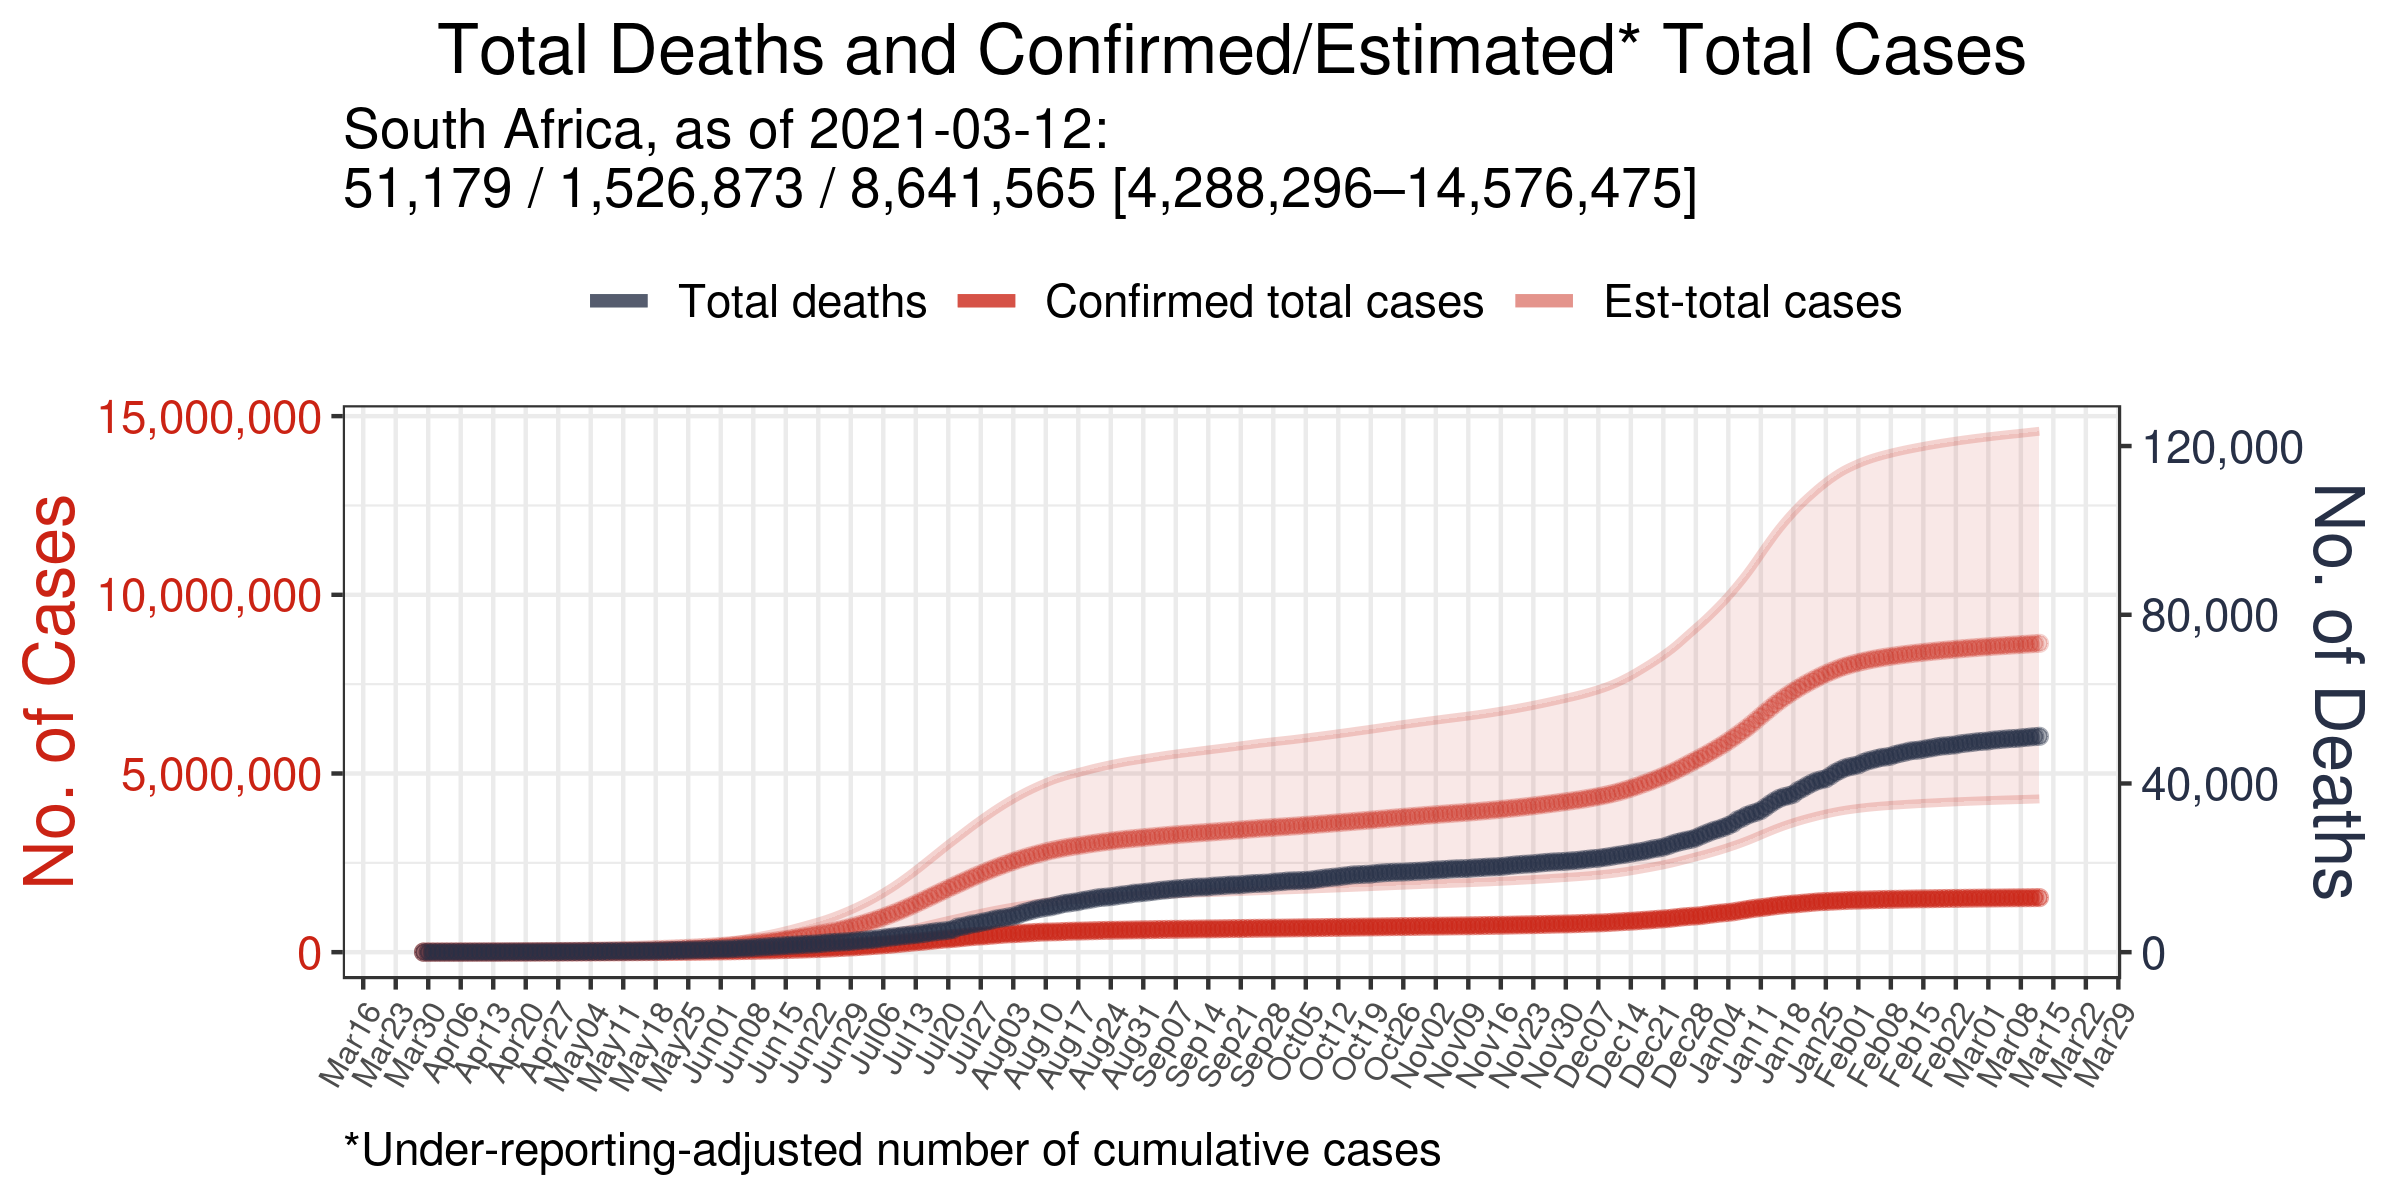 Total Deaths and Confirmed/Estimated* Total Cases
South Africa, as of 2021-03-12:
51,179 / 1,526,873 / 8,641,565 [4,288,296–14,576,475]
Total deaths
Confirmed total cases
Est-total cases
No. of Cases
15,000,000
10,000,000
5,000,000
0
120,000
80,000
40,000
0
No. of Deaths
Mar16
Mar23
Mar30
Apr06
Apr13
Apr20
Apr27
May04
May11
May18
May25
Jun01
Jun08
Jun15
Jun22
Jun29
Jul06
Jul13
Jul20
Jul27
Aug03
Aug10
Aug17
Aug24
Aug31
Sep07
Sep14
Sep21
Sep28
Oct05
Oct12
Oct19
Oct26
Nov02
Nov09
Nov16
Nov23
Nov30
Dec07
Dec14
Dec21
Dec28
Jan04
Jan11
Jan18
Jan25
Feb01
Feb08
Feb15
Feb22
Mar01
Mar08
Mar15
Mar22
Mar29
*Under-reporting-adjusted number of cumulative cases